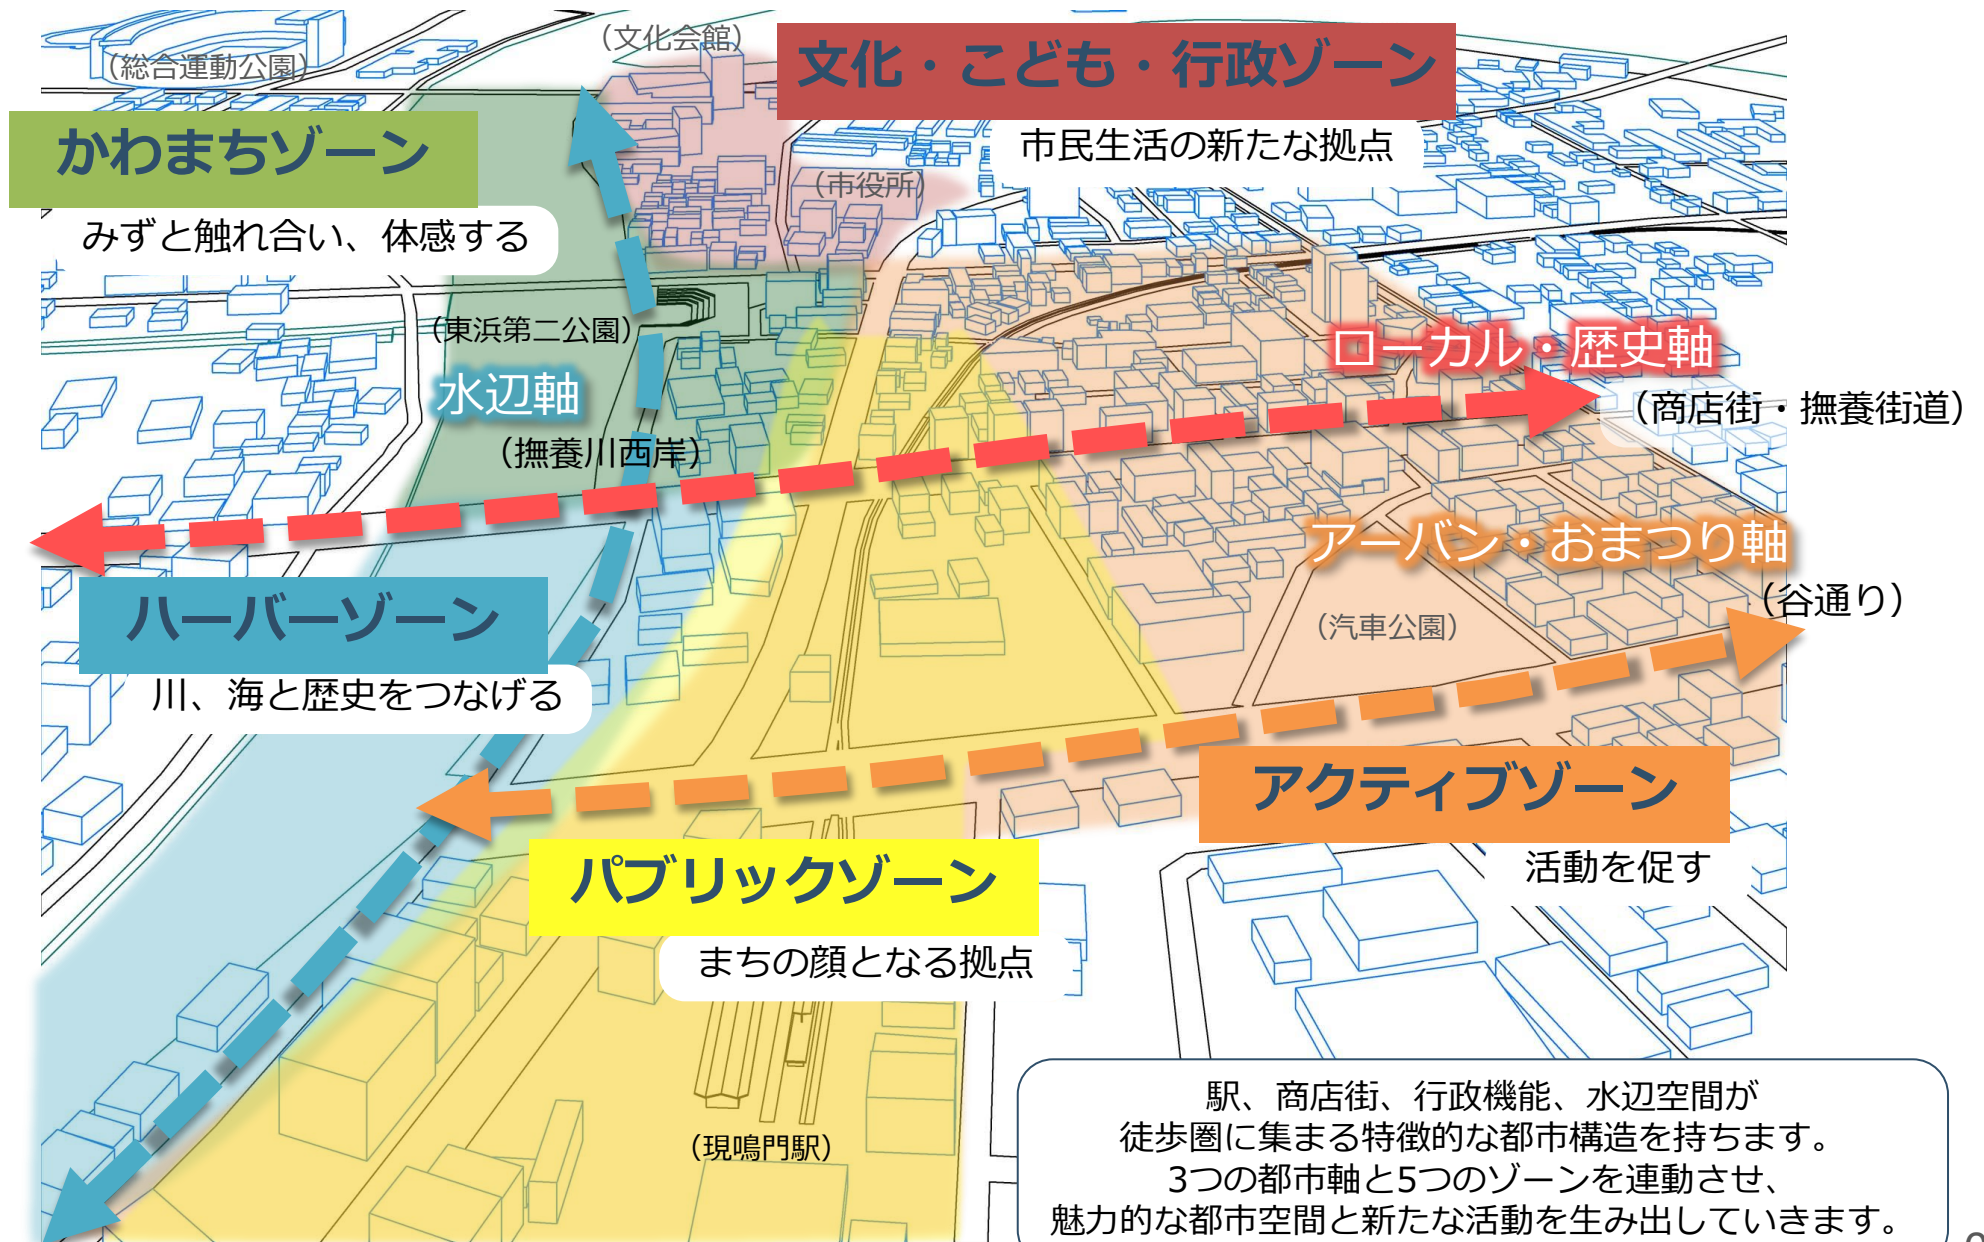 （文化会館）
（総合運動公園）
文化・こども・行政ゾーン
市民生活の新たな拠点
かわまちゾーン
みずと触れ合い、体感する
（市役所）
（東浜第二公園）
水辺軸
（撫養川西岸）
ローカル・歴史軸
（商店街・撫養街道）
アーバン・おまつり軸
（谷通り）
ハーバーゾーン
川、海と歴史をつなげる
（汽車公園）
アクティブゾーン
活動を促す
パブリックゾーン
まちの顔となる拠点
（現鳴門駅）
駅、商店街、行政機能、水辺空間が
徒歩圏に集まる特徴的な都市構造を持ちます。
3つの都市軸と5つのゾーンを連動させ、
魅力的な都市空間と新たな活動を生み出していきます。